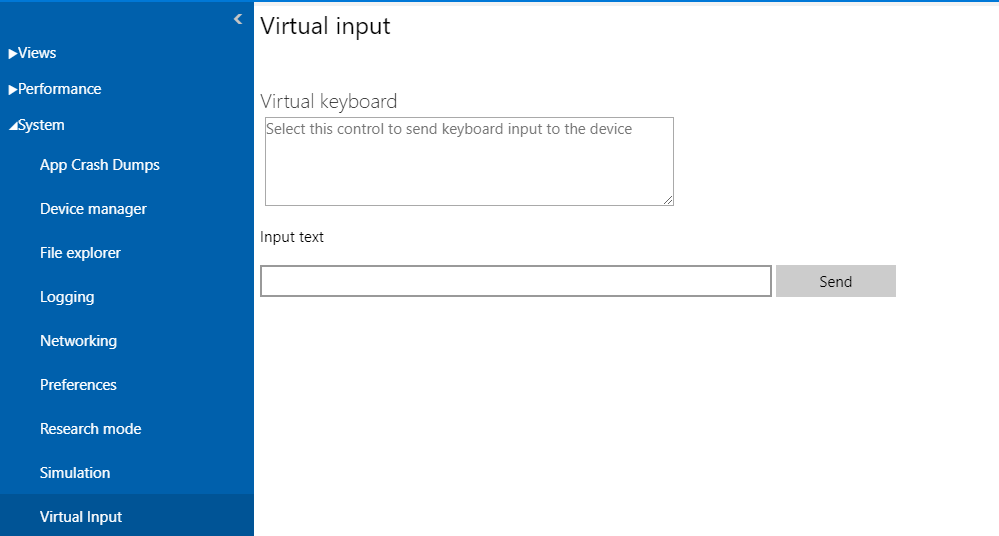 Virtual input
Views
Performance
System
App Crash Dumps
Device manager
File explorer
Logging
Networking
Preferences
Research mode
Simulation
Virtual Input
Virtual keyboard
Select this control to send keyboard input to the device
Input text
Send